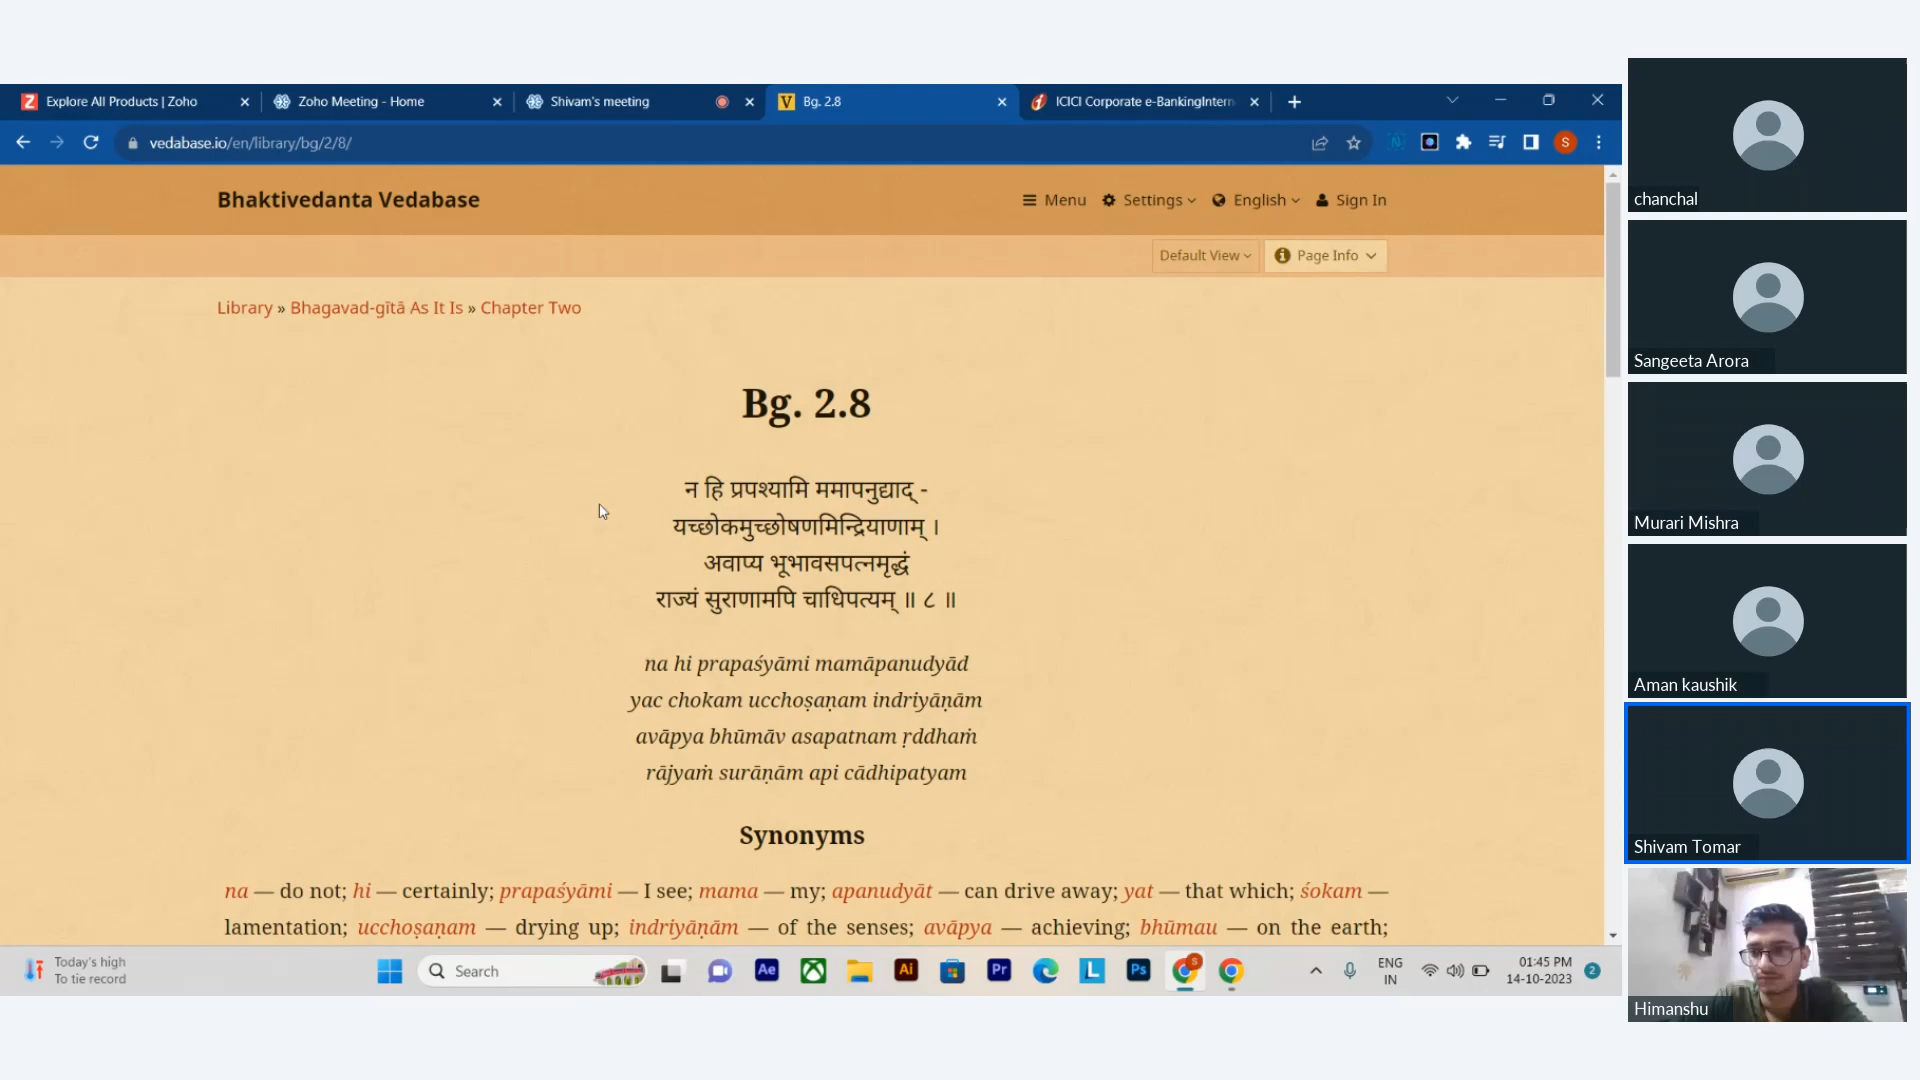 Explore All Products | Zoho
Zoho Meeting - Home
Shivam's meeting
Bg. 2.8
ICICI Corporate e-BankingIntern
vedabase.io/en/library/bg/2/8/
S
Bhaktivedanta Vedabase
Menu
Settings
English
Sign In
Default View
Page Info
Library » Bhagavad-gītā As It Is » Chapter Two
Bg. 2.8
न हि प्रपश्यामि ममापनुद्याद् -
यच्छोकमुच्छोषणमिन्द्रियाणाम् ।
अवाप्य भूमावसपत्नमृद्धं
राज्यं सुराणामपि चाधिपत्यम् ॥ ८ ॥
na hi prapaśyāmi mamāpanudyād
yac chokam ucchoṣaṇam indriyāṇām
avāpya bhūmāv asapatnam ṛddhaṁ
rājyaṁ surāṇām api cādhipatyam
Synonyms
na — do not; hi — certainly; prapaśyāmi — I see; mama — my; apanudyāt — can drive away; yat — that which; śokam —
lamentation; ucchoṣaṇam — drying up; indriyāṇām — of the senses; avāpya — achieving; bhūmau — on the earth;
Today's high
To tie record
Search
Ae
Ai
Pr
L
Ps
S
ENG
IN
01:45 PM
14-10-2023
2
chanchal
Sangeeta Arora
Murari Mishra
Aman kaushik
Shivam Tomar
Himanshu